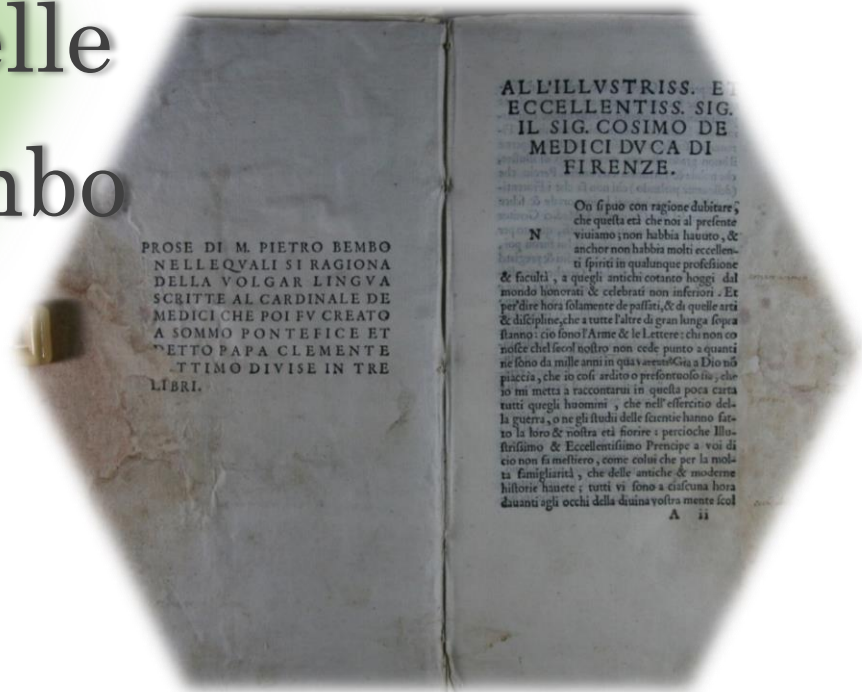 elle
mbo
PROSE DI M. PIETRO BEMBO
NELLEQVALI SI RAGIONA
DELLA VOLGAR LINGVA
SCRITTE AL CARDINALE DE
MEDICI CHE POI FV CREATO
A SOMMO PONTEFICE ET
DETTO PAPA CLEMENTE
TTIMO DIVISE IN TRE
LIBRI.
ALL'ILLVSTRISS. ET
ECCELLENTISS. SIG.
IL SIG. COSIMO DE
MEDICI DVCA DI
FIRENZE.
On si puo con ragione dubitare,
che questa età che noi al presente
N viuiamo; non habbia hauuto, &
anchor non habbia molti eccellen-
ti spiriti in qualunque professione
& facultà, a quegli antichi cotanto hoggi dal
mondo honorati & celebrati non inferiori. Et
per dire hora solamente de passati, & di quelle arti
& discipline, che a tutte l'altre di gran lunga sopra
stanno: cio sono l'Arme & le Lettere: chi non co
nosce chel secol nostro non cede punto a quanti
ne sono da mille anni in qua a Dio nō
piaccia, che io cosi ardito o presontuoso sia, che
io mi metta a raccontarui in questa poca carta
tutti quegli huomini, che nell'essercitio del-
la guerra, o ne gli studii delle scientie hanno fat-
to la loro & nostra età fiorire: percioche Illu-
strissimo & Eccellentissimo Prencipe a voi di
cio non fa mestiero, come colui che per la mol-
ta famigliarità, che delle antiche & moderne
historie hauete; tutti vi sono a ciascuna hora
dauanti agli occhi della diuina vostra mente scol
A ii